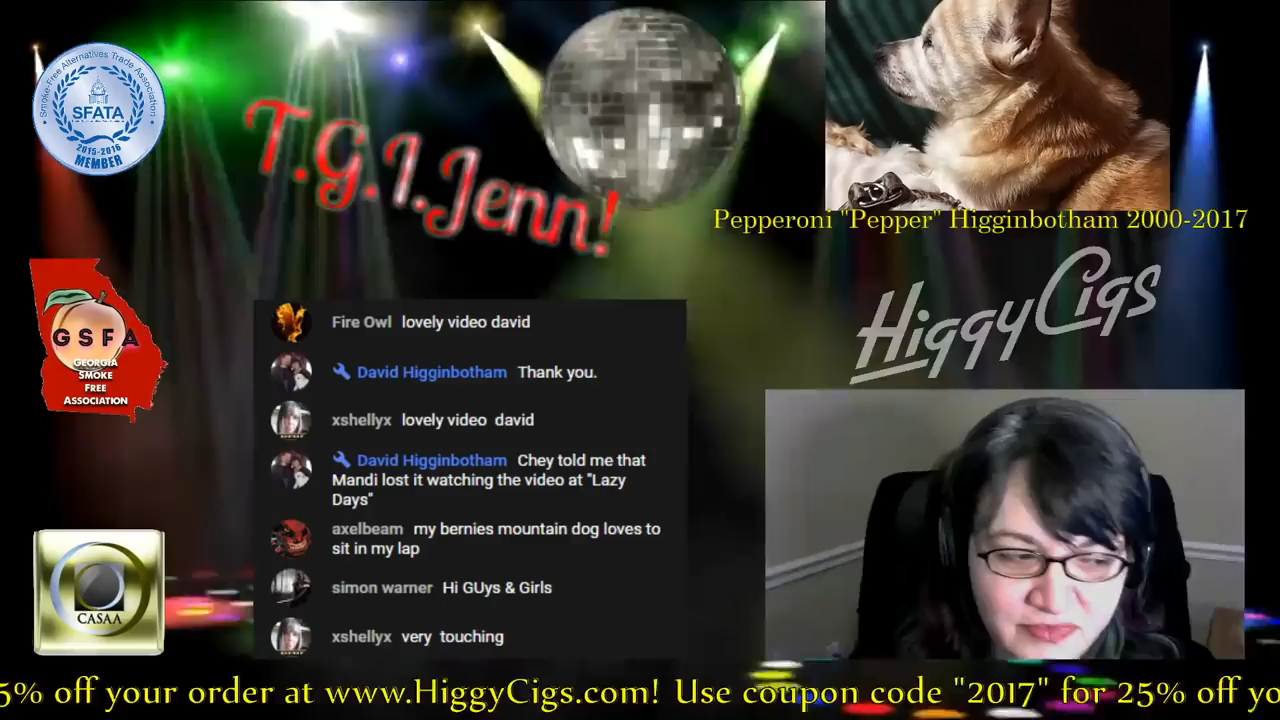 Smoke-Free Alternatives Trade Association
SFATA
2015-2016
MEMBER
T.G.I.Jenn!
Pepperoni "Pepper" Higginbotham 2000-2017
HiggyCigs
GSFA
GEORGIA
SMOKE
FREE
ASSOCIATION
CASAA
Fire Owl lovely video david
David Higginbotham Thank you.
xshellyx lovely video david
David Higginbotham Chey told me that
Mandi lost it watching the video at "Lazy
Days"
axelbeam my bernies mountain dog loves to
sit in my lap
simon warner Hi GUys & Girls
xshellyx very touching
5% off your order at www.HiggyCigs.com! Use coupon code "2017" for 25% off yo